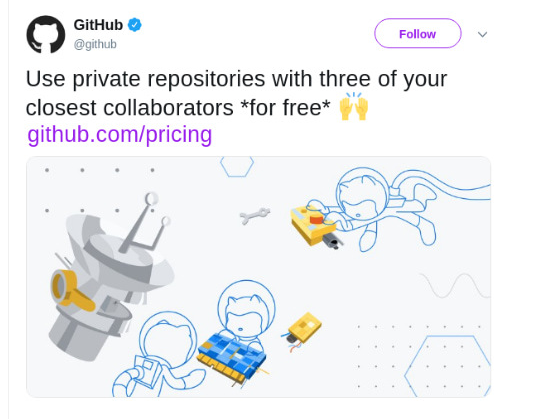 GitHub
@github
Follow
Use private repositories with three of your
closest collaborators *for free* 🙌
github.com/pricing